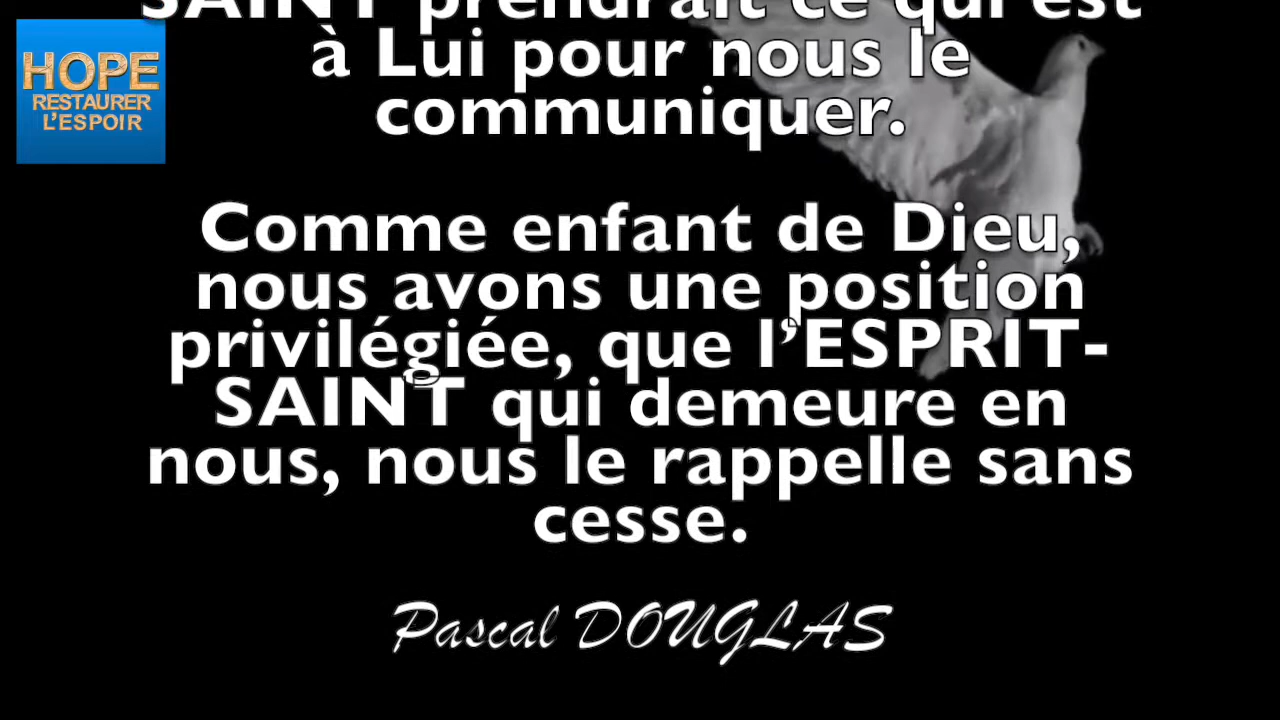 SAINT prendrait ce qui est
à Lui pour nous le
communiquer.
Comme enfant de Dieu,
nous avons une position
privilégiée, que l’ESPRIT-
SAINT qui demeure en
nous, nous le rappelle sans
cesse.
Pascal DOUGLAS
HOPE
RESTAURER
L’ESPOIR